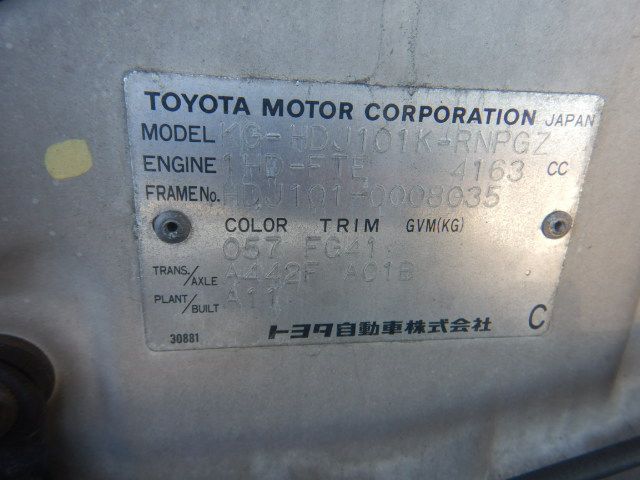 TOYOTA MOTOR CORPORATION JAPAN
MODEL KG-HDJ101K-RNPGZ
ENGINE 1HD-FTE 4163 CC
FRAME No. HDJ101-0008035
COLOR TRIM GVM(KG)
057 FG41
TRANS./AXLE A442F A01B
PLANT/BUILT A11
30881 トヨタ自動車株式会社 C